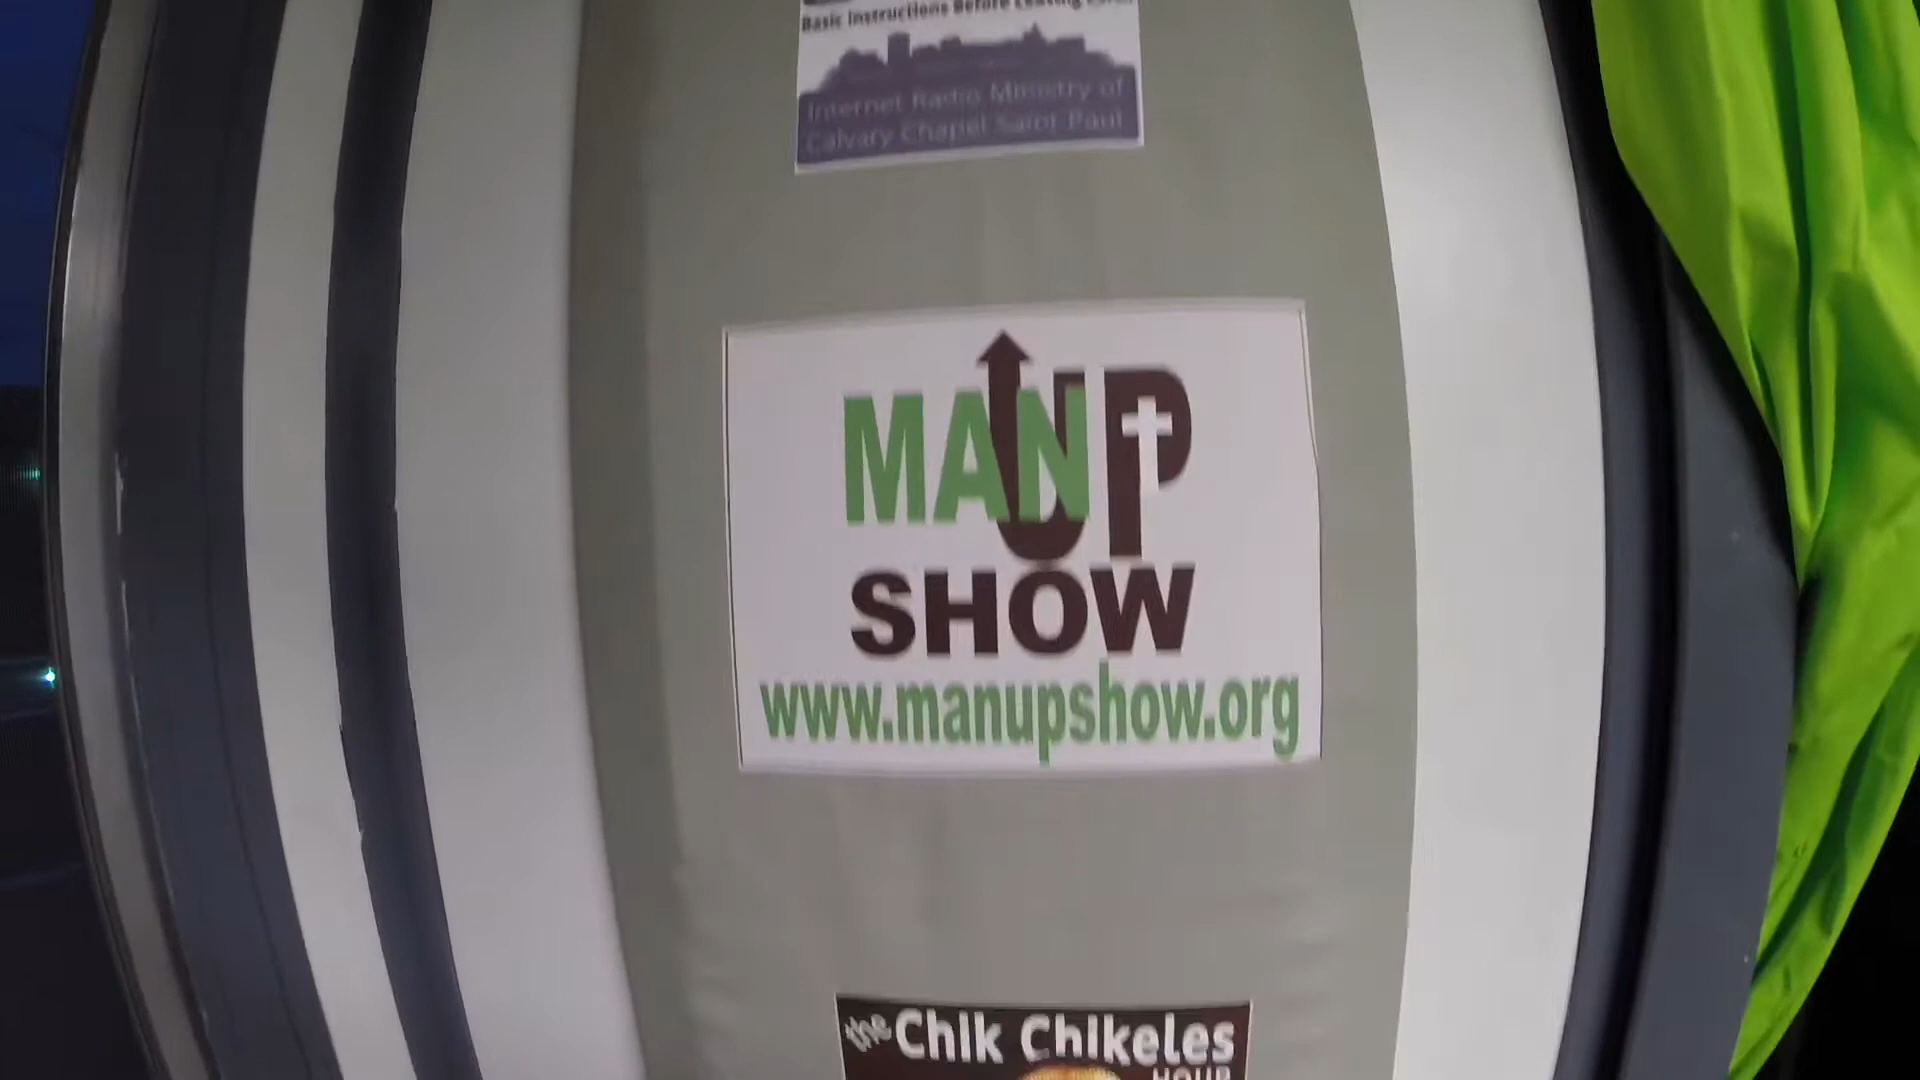 Basic Instructions Before Leaving
Internet Radio Ministry of
Calvary Chapel Saint Paul
MANUP
SHOW
www.manupshow.org
the Chik Chikeles
HOUR